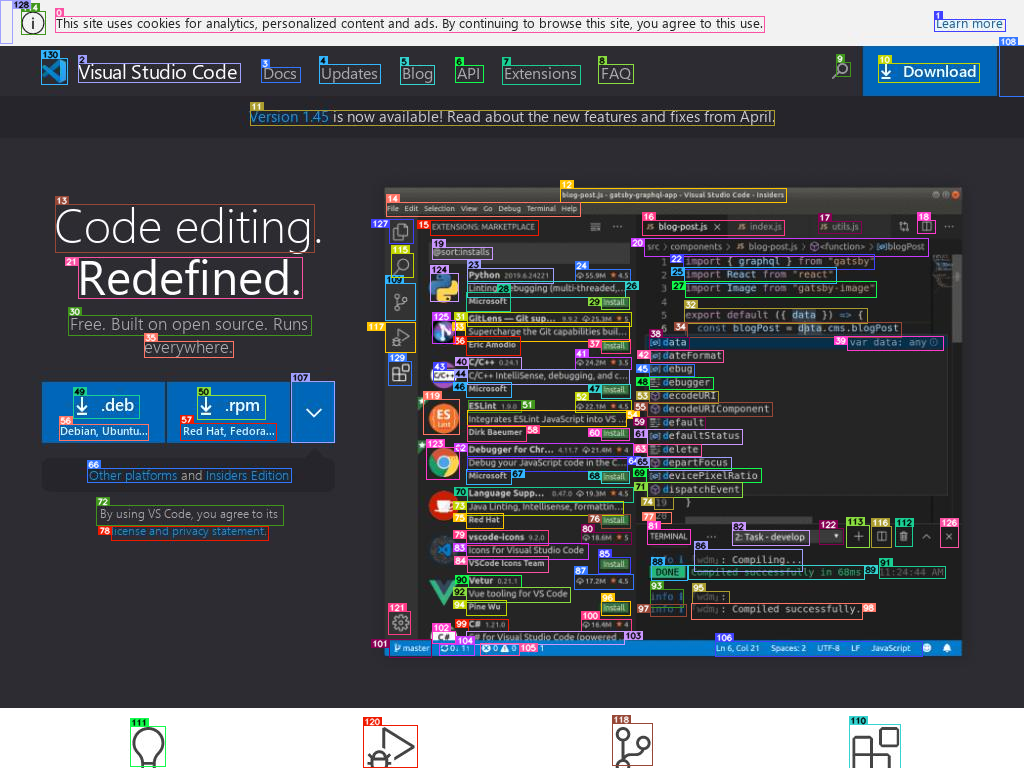 This site uses cookies for analytics, personalized content and ads. By continuing to browse this site, you agree to this use.
Learn more
Visual Studio Code
Docs
Updates
Blog
API
Extensions
FAQ
Download
Version 1.45 is now available! Read about the new features and fixes from April.
Code editing.
Redefined.
Free. Built on open source. Runs
everywhere.
.deb
Debian, Ubuntu...
.rpm
Red Hat, Fedora...
Other platforms and Insiders Edition
By using VS Code, you agree to its
license and privacy statement.
blog-post.js - gatsby-graphql-app - Visual Studio Code - Insiders
File Edit Selection View Go Debug Terminal Help
EXTENSIONS: MARKETPLACE
@sort:installs
Python 2019.6.24221 55.9M 4.5
Microsoft
Install
GitLens — Git sup... 9.9.2 25.3M 5
Supercharge the Git capabilities buil...
Eric Amodio
Install
C/C++ 0.24.1 24.2M 3.5
C/C++ IntelliSense, debugging, and c...
Microsoft
Install
ESLint 1.9.0 22.1M 4.5
Integrates ESLint JavaScript into VS ...
Dirk Baeumer
Install
Debugger for Chr... 4.11.7 21.4M 4
Debug your JavaScript code in the C...
Microsoft
Install
Language Supp... 0.47.0 19.3M 4.5
Java Linting, Intellisense, formattin...
Red Hat
Install
vscode-icons 9.2.0 18.6M 5
Icons for Visual Studio Code
VSCode Icons Team
Install
Vetur 0.21.1 17.2M 4.5
Vue tooling for VS Code
Pine Wu
Install
C# 1.21.0 16.4M 4
C# for Visual Studio Code (powered...
blog-post.js
index.js
utils.js
src > components > blog-post.js > <function> > blogPost
1 import { graphql } from "gatsby"
import React from "react"
import Image from "gatsby-image"
export default ({ data }) => {
6 const blogPost = data.cms.blogPost
data
var data: any
dateFormat
debug
debugger
decodeURI
decodeURIComponent
default
defaultStatus
delete
departFocus
devicePixelRatio
dispatchEvent
}
TERMINAL
2: Task - develop
info i wdm: Compiling...
DONE Compiled successfully in 68ms 11:24:44 AM
info i wdm:
info i wdm: Compiled successfully.
master
0↓ 1↑
0 0 1
Ln 6, Col 21
Spaces: 2
UTF-8
LF
JavaScript